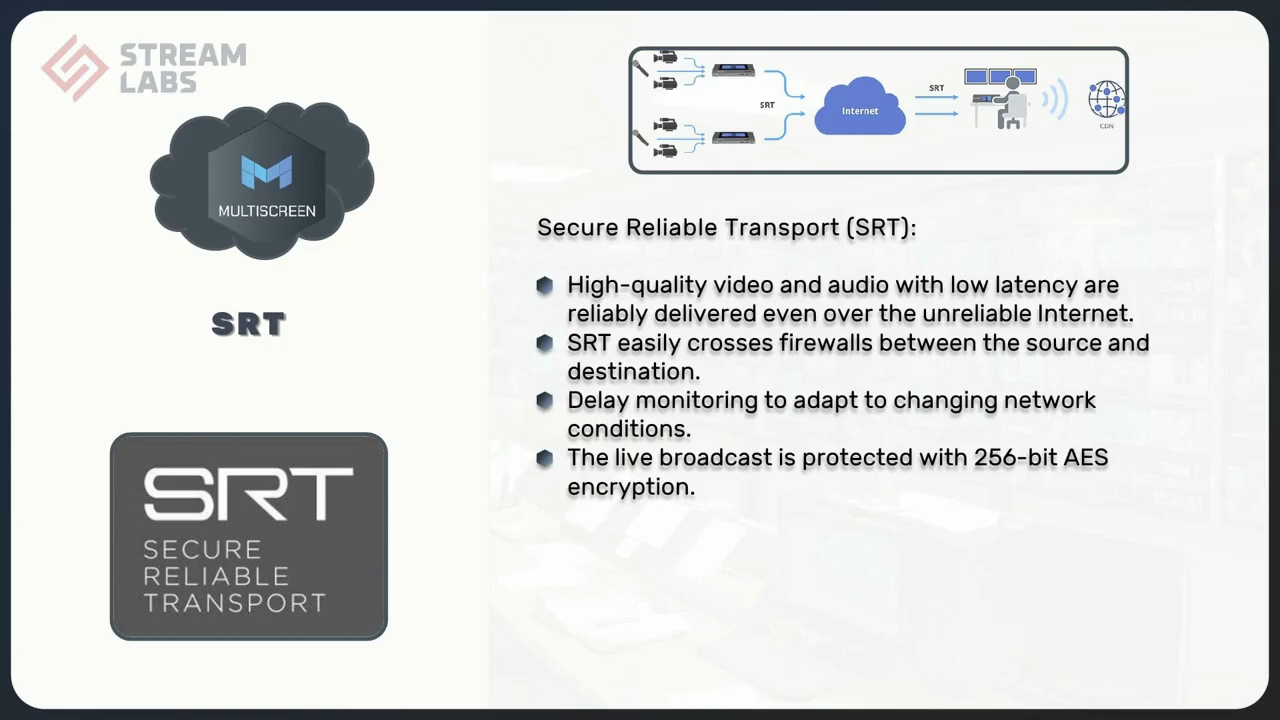 STREAM
LABS
MULTISCREEN
SRT
SRT
SECURE
RELIABLE
TRANSPORT
SRT
Internet
SRT
CDN
Secure Reliable Transport (SRT):
High-quality video and audio with low latency are
reliably delivered even over the unreliable Internet.
SRT easily crosses firewalls between the source and
destination.
Delay monitoring to adapt to changing network
conditions.
The live broadcast is protected with 256-bit AES
encryption.